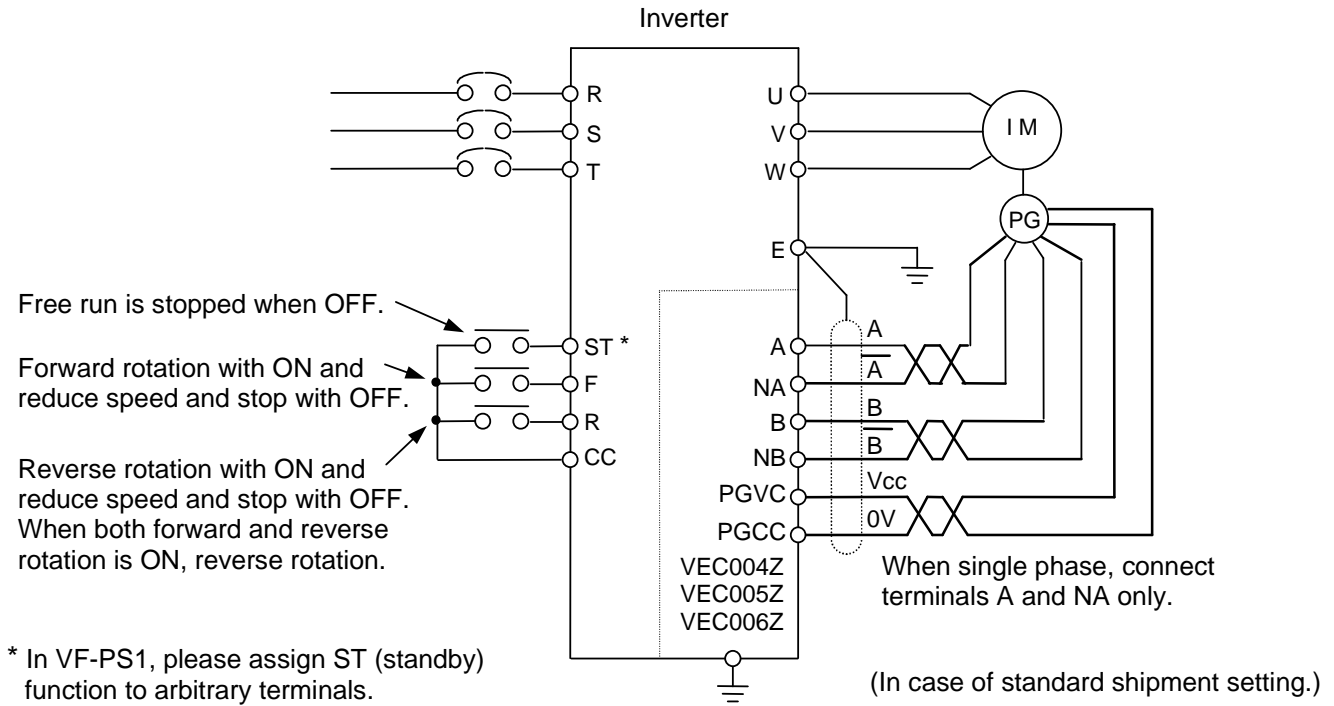 Inverter
R
S
T
U
V
W
I M
PG
E
Free run is stopped when OFF.
ST *
Forward rotation with ON and
reduce speed and stop with OFF.
F
R
CC
Reverse rotation with ON and
reduce speed and stop with OFF.
When both forward and reverse
rotation is ON, reverse rotation.
A
NA
B
NB
PGVC
PGCC
A
A̅
B
B̅
Vcc
0V
VEC004Z
VEC005Z
VEC006Z
When single phase, connect
terminals A and NA only.
* In VF-PS1, please assign ST (standby)
function to arbitrary terminals.
(In case of standard shipment setting.)